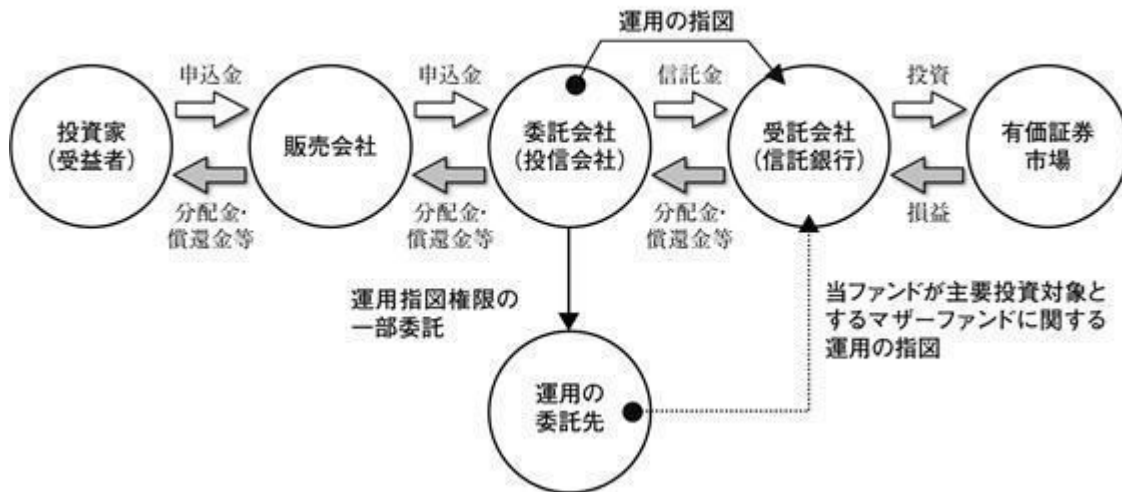 運用の指図
申込金
申込金
信託金
投資
投資家
(受益者)
販売会社
委託会社
(投信会社)
受託会社
(信託銀行)
有価証券
市場
分配金・
償還金等
分配金・
償還金等
分配金・
償還金等
損益
運用指図権限の
一部委託
当ファンドが主要投資対象と
するマザーファンドに関する
運用の指図
運用の
委託先